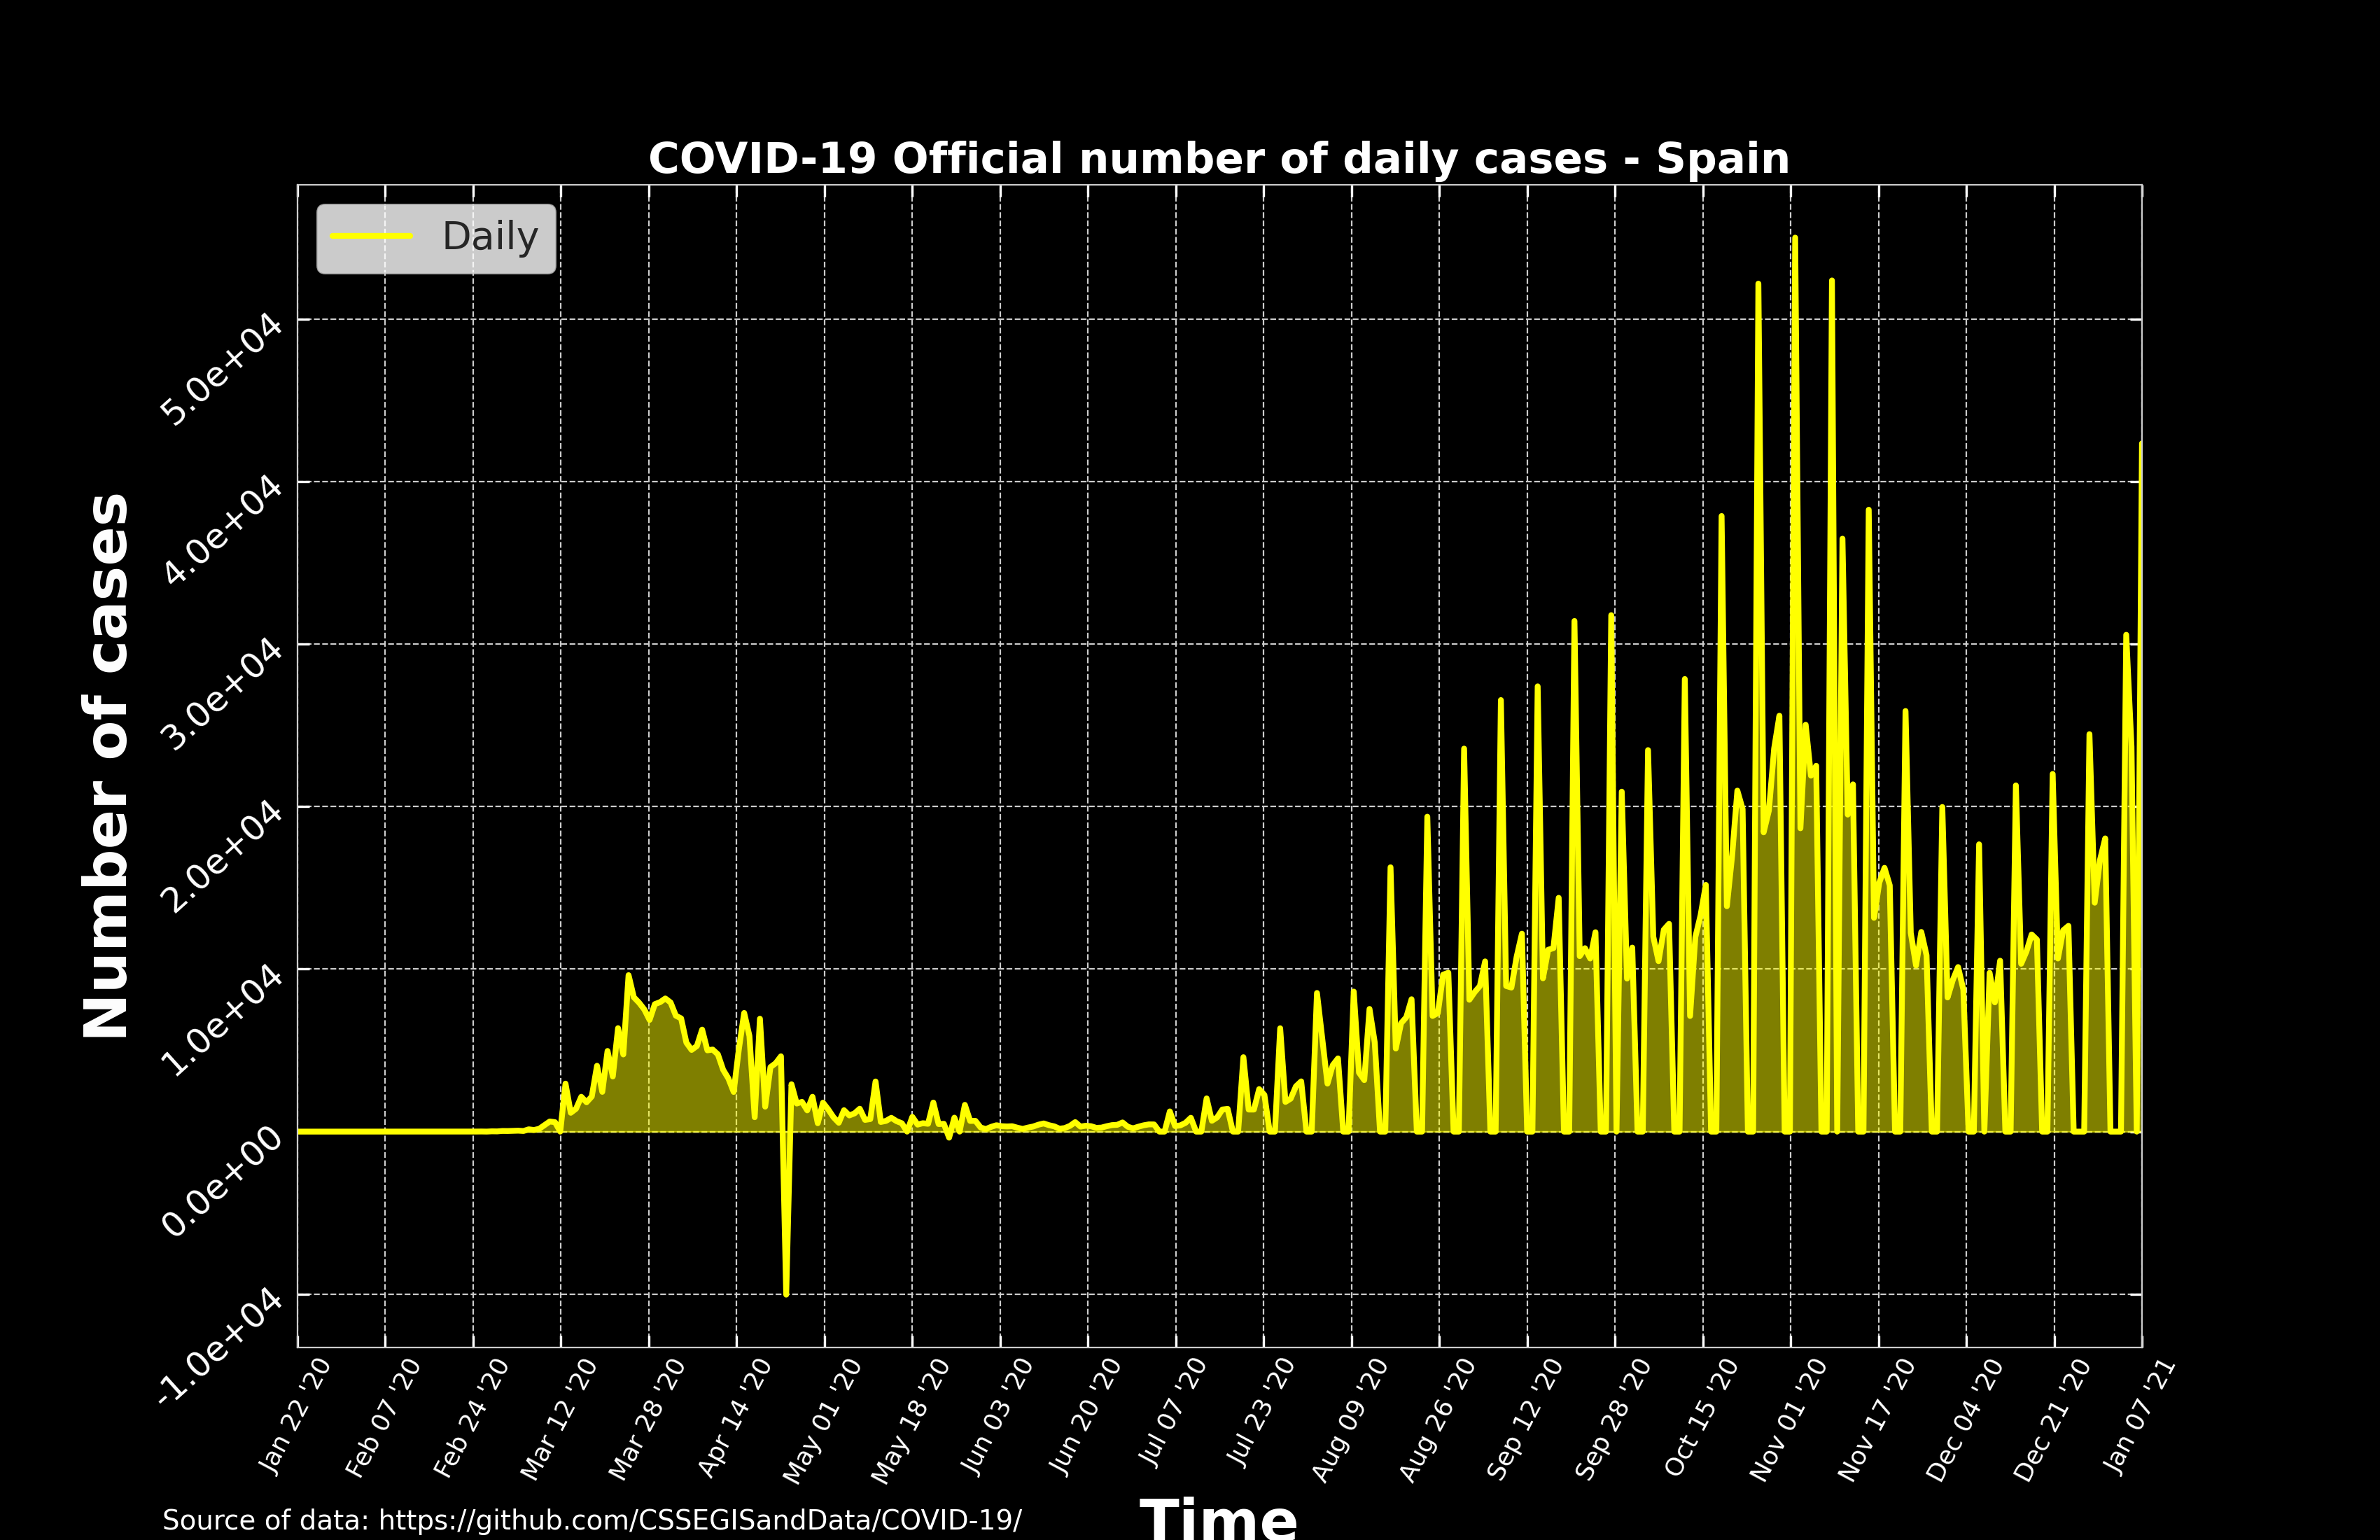 COVID-19 Official number of daily cases - Spain
Daily
Number of cases
5.0e+04
4.0e+04
3.0e+04
2.0e+04
1.0e+04
0.0e+00
-1.0e+04
Jan 22 '20
Feb 07 '20
Feb 24 '20
Mar 12 '20
Mar 28 '20
Apr 14 '20
May 01 '20
May 18 '20
Jun 03 '20
Jun 20 '20
Jul 07 '20
Jul 23 '20
Aug 09 '20
Aug 26 '20
Sep 12 '20
Sep 28 '20
Oct 15 '20
Nov 01 '20
Nov 17 '20
Dec 04 '20
Dec 21 '20
Jan 07 '21
Time
Source of data: https://github.com/CSSEGISandData/COVID-19/